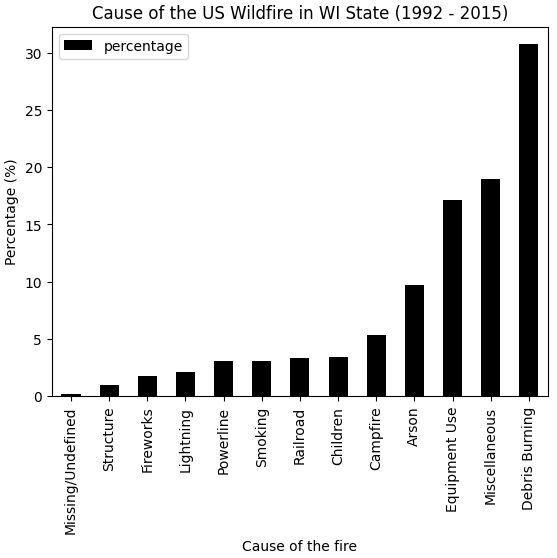 Cause of the US Wildfire in WI State (1992 - 2015)
percentage
Percentage (%)
30
25
20
15
10
5
0
Missing/Undefined
Structure
Fireworks
Lightning
Powerline
Smoking
Railroad
Children
Campfire
Arson
Equipment Use
Miscellaneous
Debris Burning
Cause of the fire